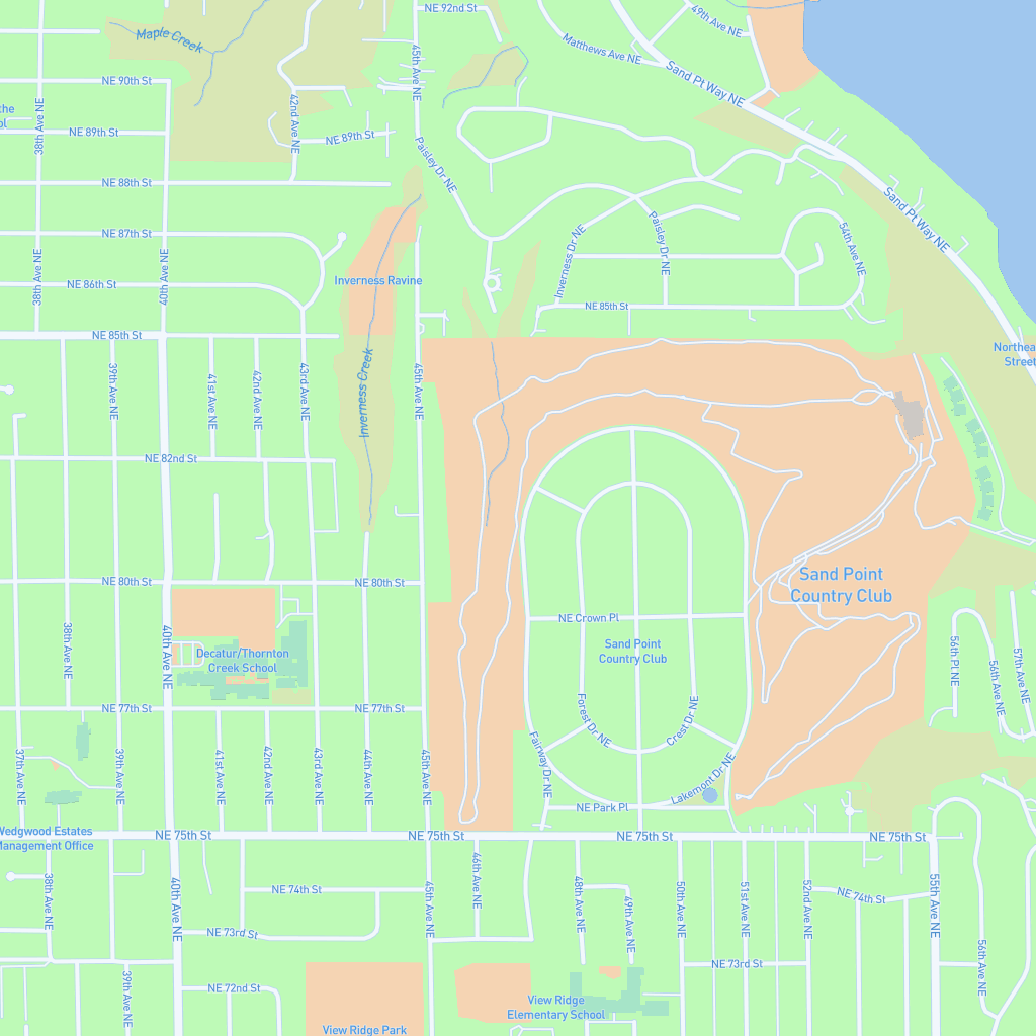 NE 92nd St
49th Ave NE
Maple Creek
Matthews Ave NE
45th Ave NE
Sand Pt Way NE
NE 90th St
42nd Ave NE
the
ol
38th Ave NE
NE 89th St
NE 89th St
Paisley Dr NE
NE 88th St
Sand Pt Way NE
NE 87th St
Inverness Dr NE
Paisley Dr NE
54th Ave NE
38th Ave NE
40th Ave NE
NE 86th St
Inverness Ravine
NE 85th St
NE 85th St
Northea
Street
39th Ave NE
41st Ave NE
42nd Ave NE
43rd Ave NE
Inverness Creek
45th Ave NE
NE 82nd St
NE 80th St
NE 80th St
Sand Point
Country Club
NE Crown Pl
38th Ave NE
40th Ave NE
Decatur/Thornton
Creek School
Sand Point
Country Club
56th Pl NE
56th Ave NE
57th Ave NE
NE 77th St
NE 77th St
Forest Dr NE
Crest Dr NE
37th Ave NE
39th Ave NE
41st Ave NE
42nd Ave NE
43rd Ave NE
44th Ave NE
45th Ave NE
Fairway Dr NE
Lakemont Dr NE
NE Park Pl
Wedgwood Estates
Management Office
NE 75th St
NE 75th St
NE 75th St
NE 75th St
38th Ave NE
40th Ave NE
NE 74th St
45th Ave NE
46th Ave NE
48th Ave NE
49th Ave NE
50th Ave NE
51st Ave NE
52nd Ave NE
NE 74th St
55th Ave NE
NE 73rd St
56th Ave NE
39th Ave NE
NE 73rd St
NE 72nd St
View Ridge
Elementary School
View Ridge Park